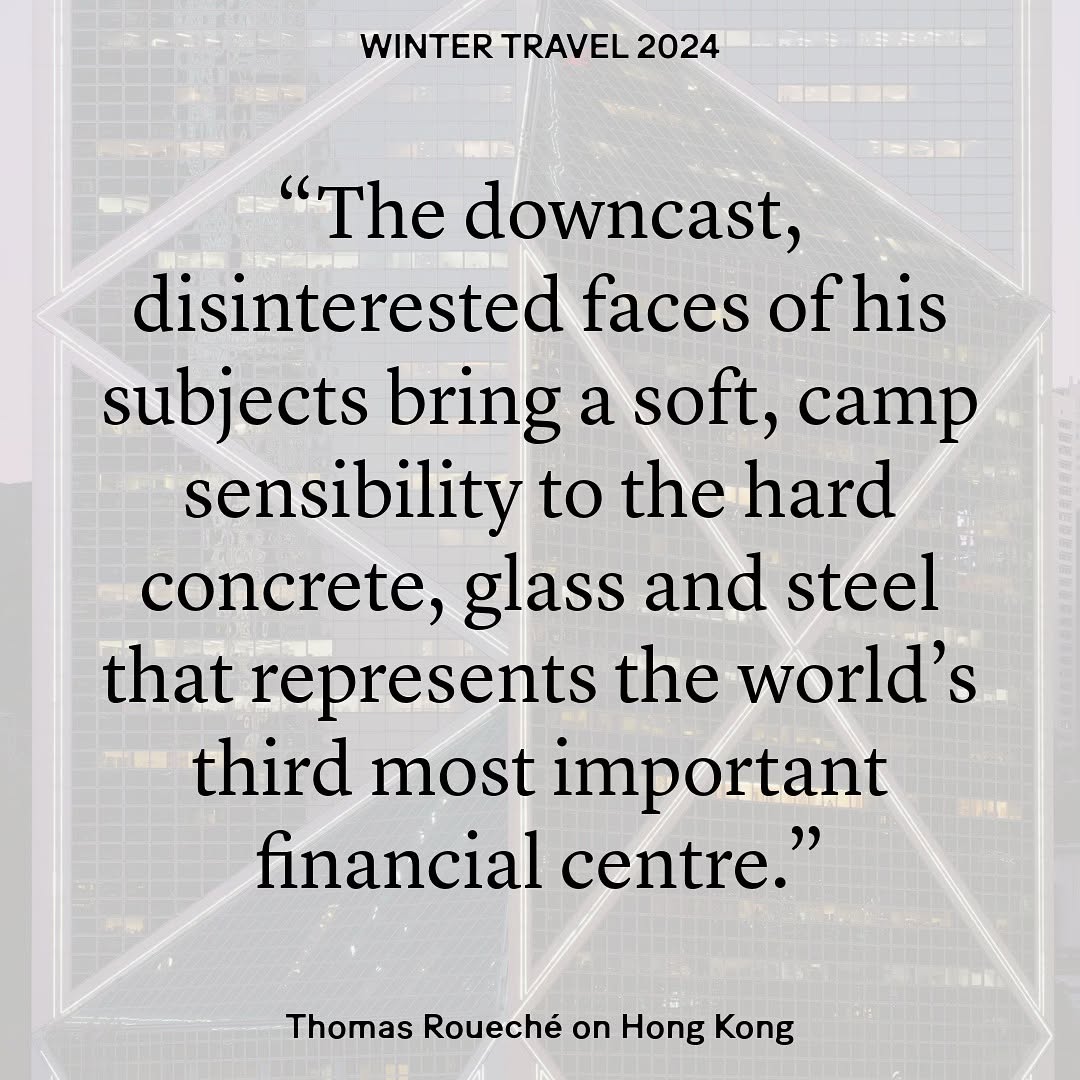 WINTER TRAVEL 2024
“The downcast,
disinterested faces of his
subjects bring a soft, camp
sensibility to the hard
concrete, glass and steel
that represents the world’s
third most important
financial centre.”
Thomas Roueché on Hong Kong